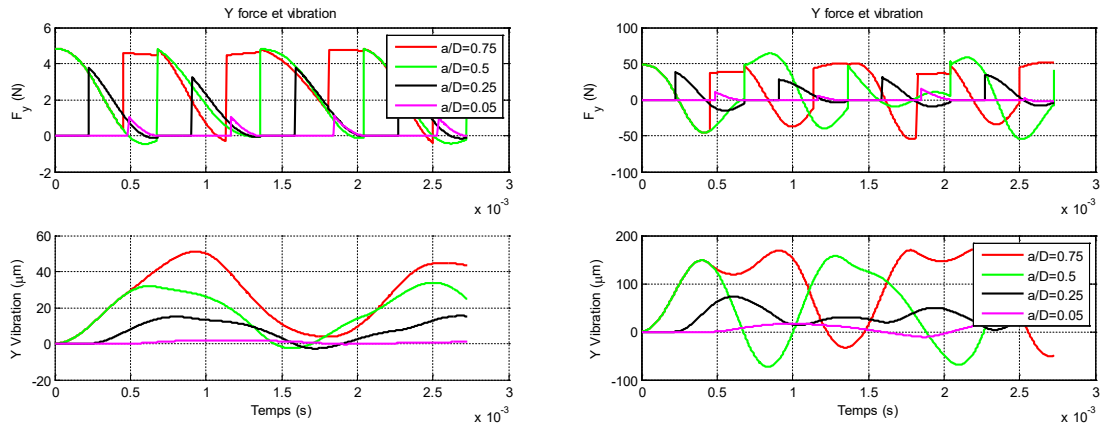 Y force et vibration
6
4
2
0
-2
F y (N)
a/D=0.75
a/D=0.5
a/D=0.25
a/D=0.05
0 0.5 1 1.5 2 2.5 3
x 10 -3
60
40
20
0
-20
Y Vibration (μm)
0 0.5 1 1.5 2 2.5 3
x 10 -3
Temps (s)
Y force et vibration
100
50
0
-50
-100
F y (N)
0 0.5 1 1.5 2 2.5 3
x 10 -3
200
100
0
-100
Y Vibration (μm)
a/D=0.75
a/D=0.5
a/D=0.25
a/D=0.05
0 0.5 1 1.5 2 2.5 3
x 10 -3
Temps (s)